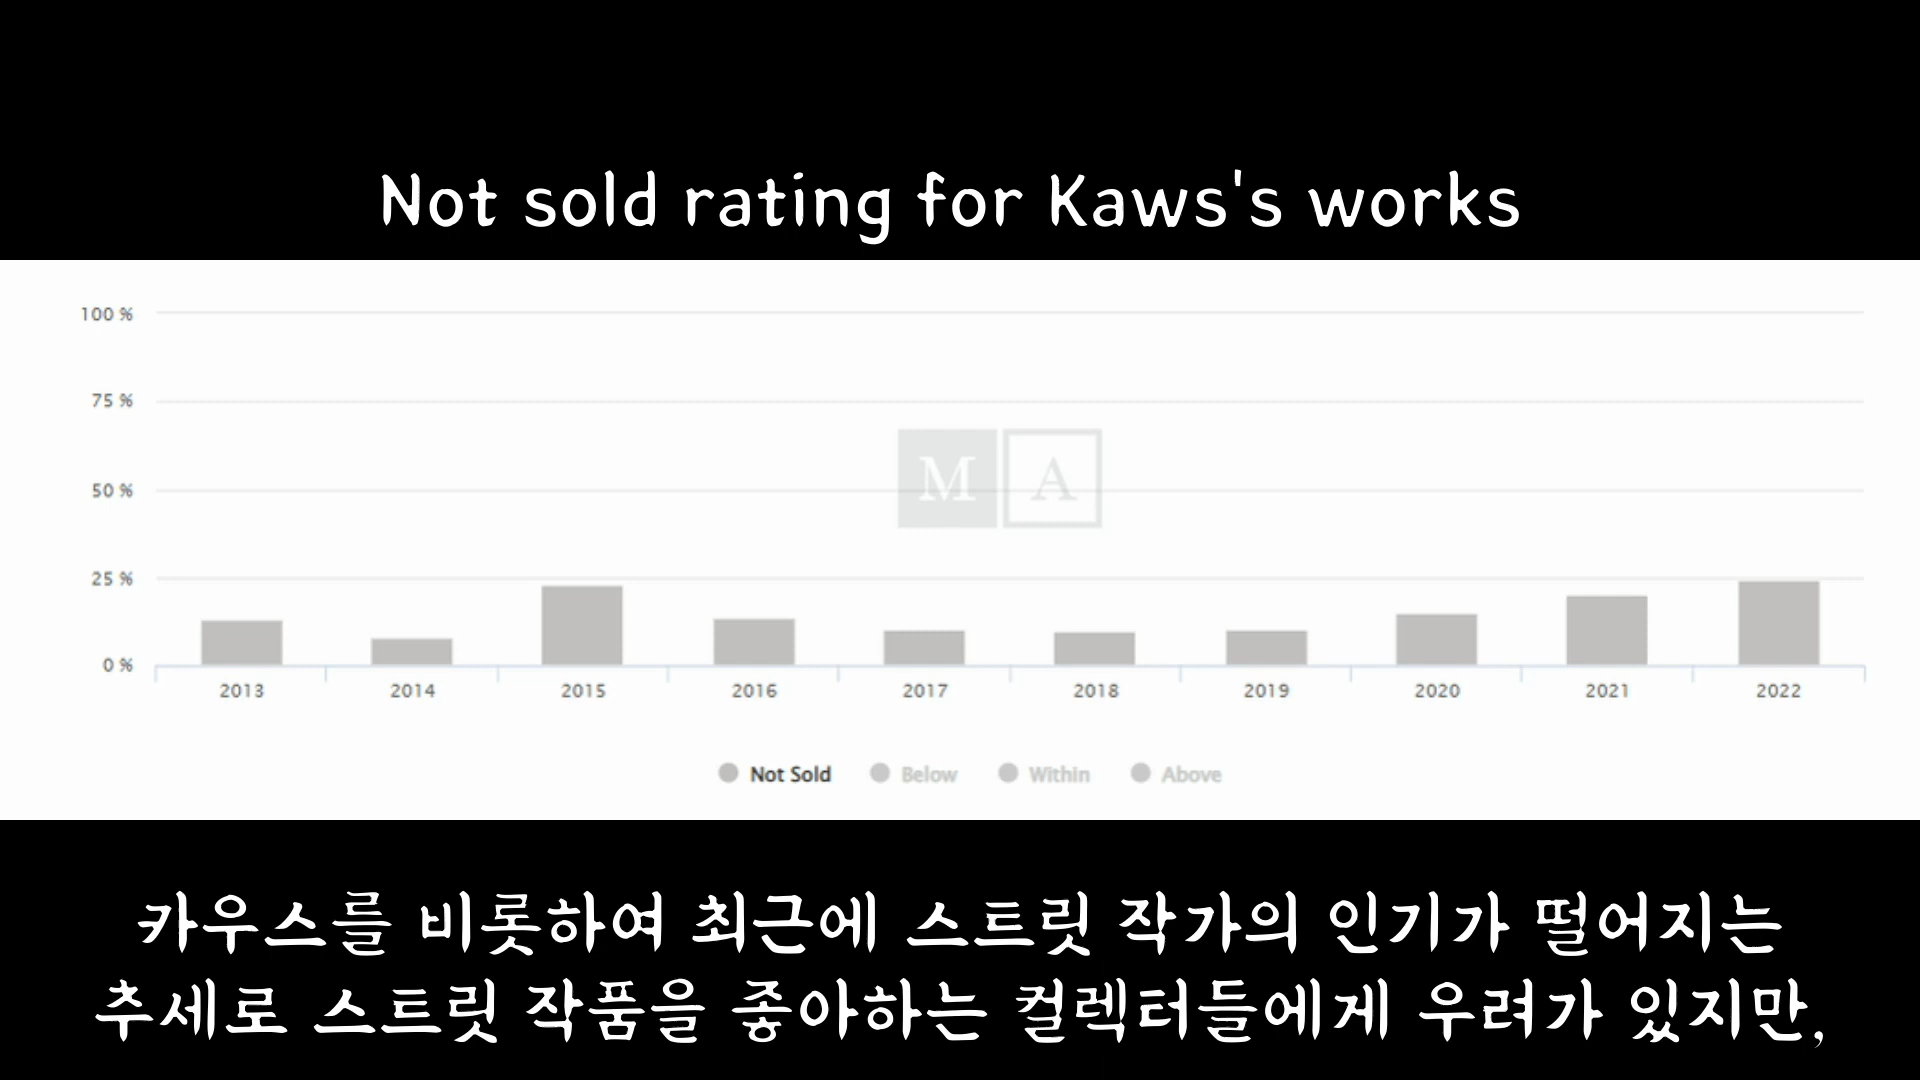 Not sold rating for Kaws's works
100 %
75 %
M A
50 %
25 %
0 %
2013 2014 2015 2016 2017 2018 2019 2020 2021 2022
Not Sold Below Within Above
카우스를 비롯하여 최근에 스트릿 작가의 인기가 떨어지는
추세로 스트릿 작품을 좋아하는 컬렉터들에게 우려가 있지만,